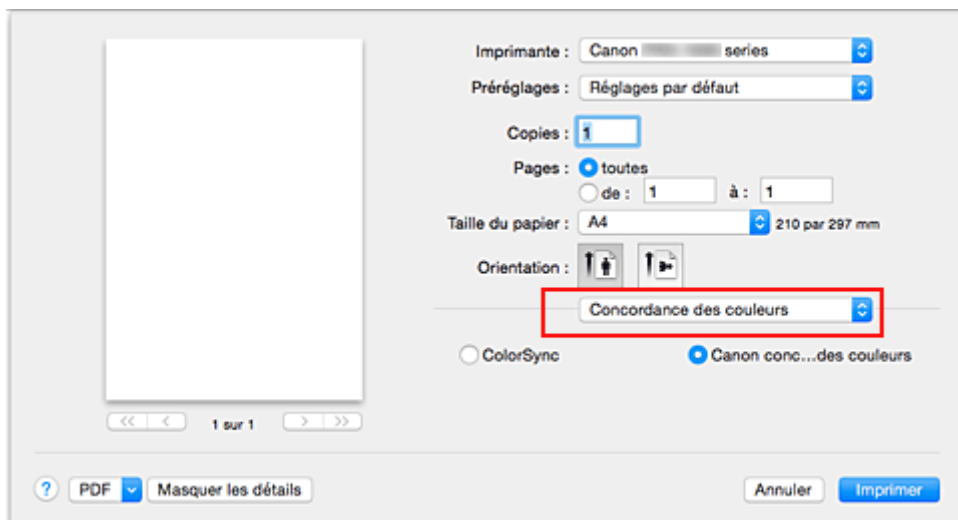 Imprimante : Canon series
Préréglages : Réglages par défaut
Copies : 1
Pages : toutes
de : 1 à : 1
Taille du papier : A4 210 par 297 mm
Orientation :
Concordance des couleurs
ColorSync Canon conc...des couleurs
<< < 1 sur 1 > >>
? PDF Masquer les détails Annuler Imprimer